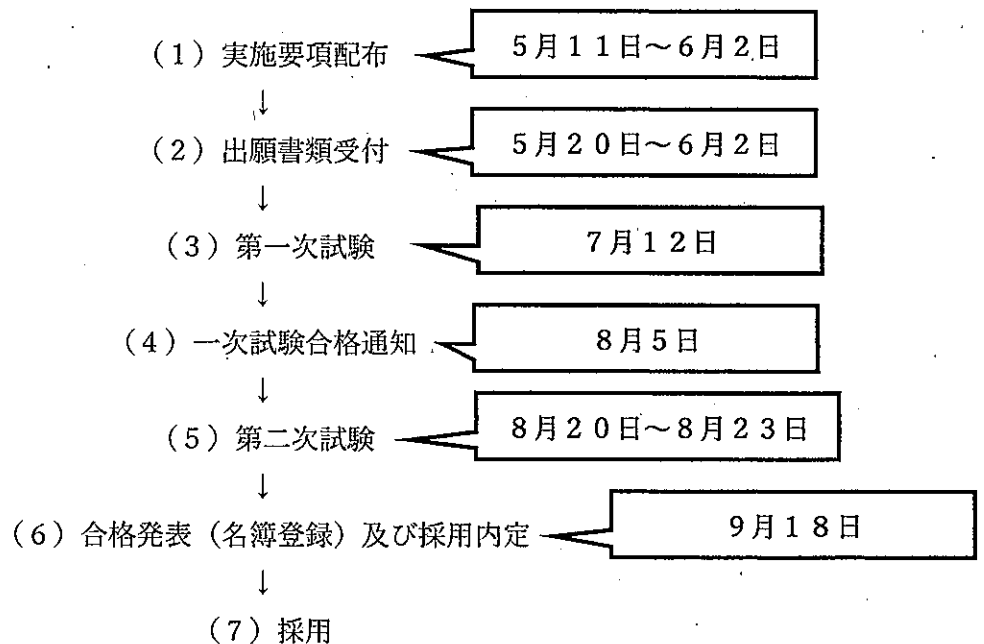 (1)実施要項配布 5月11日~6月2日
↓
(2)出願書類受付 5月20日~6月2日
↓
(3)第一次試験 7月12日
↓
(4)一次試験合格通知 8月5日
↓
(5)第二次試験 8月20日~8月23日
↓
(6)合格発表(名簿登録)及び採用内定 9月18日
↓
(7)採用